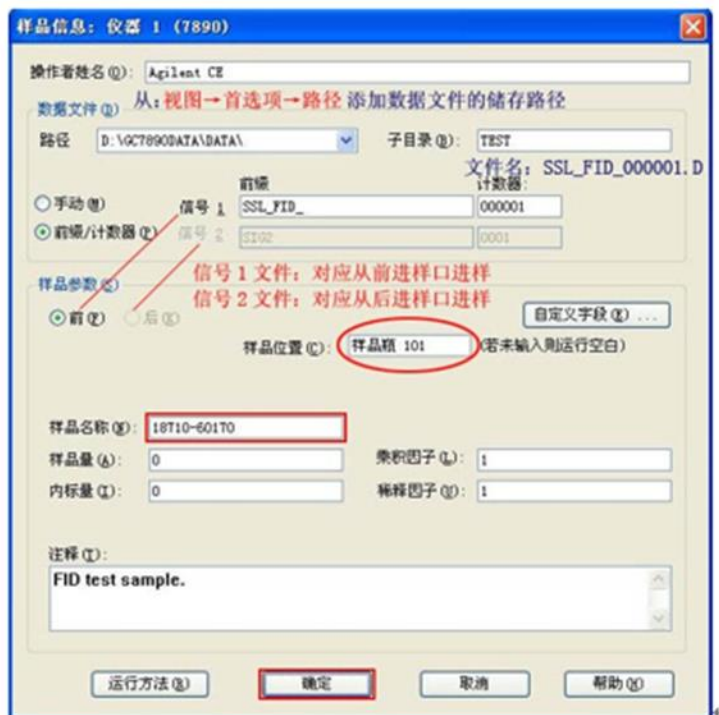 样品信息: 仪器 1 (7890)
操作者姓名(O): Agilent CE
数据文件(D) 从:视图→首选项→路径 添加数据文件的储存路径
路径 D:\GC7890DATA\DATA\ 子目录(B): TEST
文件名: SSL_FID_000001.D
前缀 计数器:
手动(M) 信号 1 SSL_FID_ 000001
前缀/计数器(P) 信号 2 SIG2 0001
信号1文件: 对应从前进样口进样
样品参数(S)
信号2文件: 对应从后进样口进样
前(F) 后(K) 自定义字段(E) ...
样品位置(C): 样品瓶 101 (若未输入则运行空白)
样品名称(N): 18710-60170
样品量(A): 0 乘积因子(L): 1
内标量(I): 0 稀释因子(U): 1
注释(T):
FID test sample.
运行方法(R) 确定 取消 帮助(H)